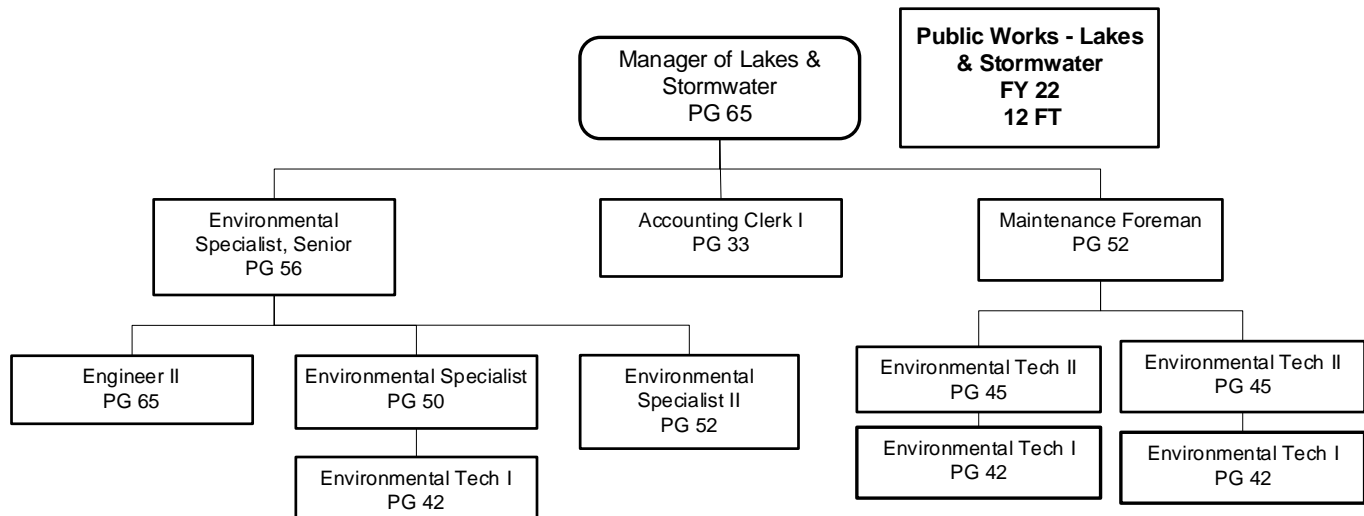 Manager of Lakes &
Stormwater
PG 65
Public Works - Lakes
& Stormwater
FY 22
12 FT
Environmental
Specialist, Senior
PG 56
Accounting Clerk I
PG 33
Maintenance Foreman
PG 52
Engineer II
PG 65
Environmental Specialist
PG 50
Environmental
Specialist II
PG 52
Environmental Tech II
PG 45
Environmental Tech II
PG 45
Environmental Tech I
PG 42
Environmental Tech I
PG 42
Environmental Tech I
PG 42